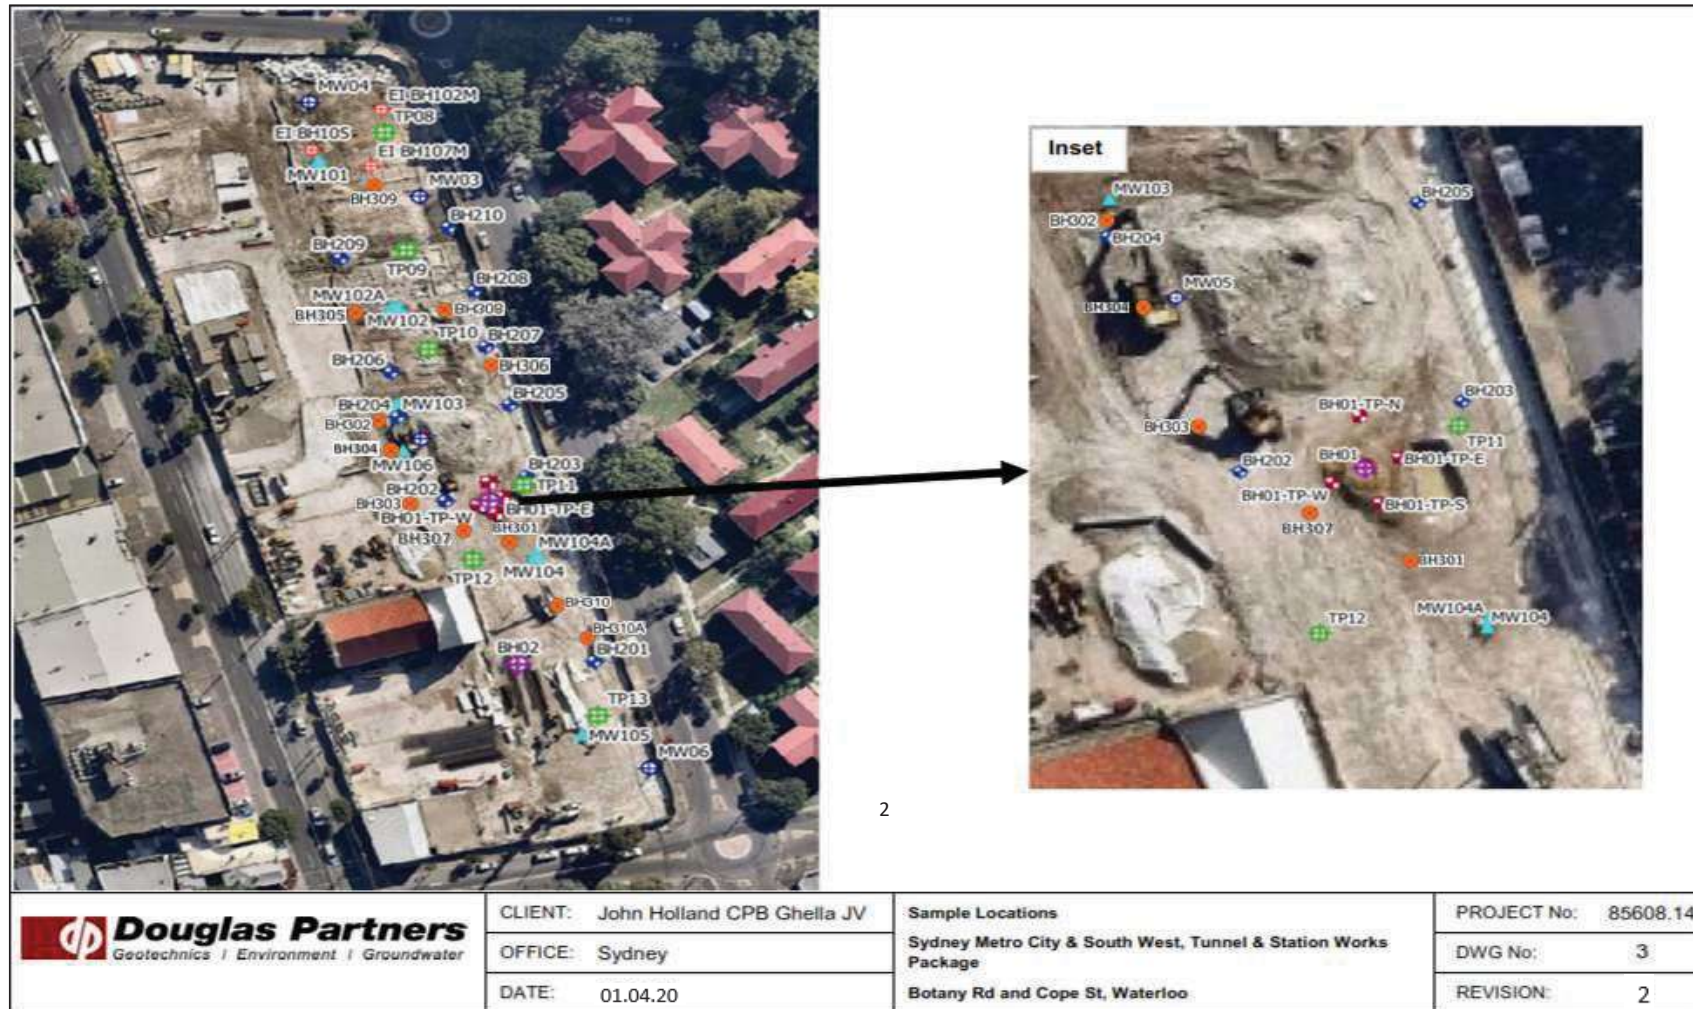 MW04
EI BH102M
TP08
EI BH105
EI BH107M
MW101
BH309
MW03
BH210
BH209
TP09
BH208
MW102A
BH305
BH308
MW102
TP10
BH207
BH206
BH306
BH205
BH204
MW103
BH302
BH304
MW106
BH203
TP11
BH202
BH303
BH01-TP-E
BH01-TP-W
BH301
BH307
MW104A
TP12
MW104
BH310
BH310A
BH02
BH201
TP13
MW105
MW06
Inset
MW103
BH205
BH302
BH204
MW05
BH304
BH01-TP-N
BH203
BH303
TP11
BH01
BH01-TP-E
BH202
BH01-TP-W
BH01-TP-S
BH307
BH301
MW104A
MW104
TP12
2
Douglas Partners
Geotechnics | Environment | Groundwater
CLIENT: John Holland CPB Ghella JV
OFFICE: Sydney
DATE: 01.04.20
Sample Locations
Sydney Metro City & South West, Tunnel & Station Works
Package
Botany Rd and Cope St, Waterloo
PROJECT No: 85608.14
DWG No: 3
REVISION: 2